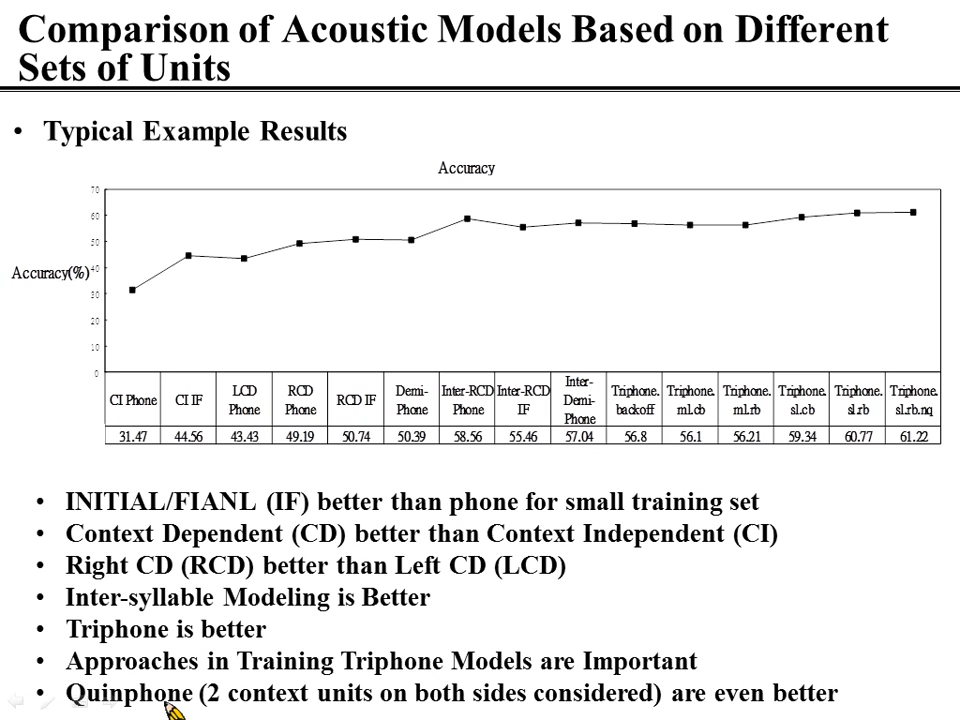 Comparison of Acoustic Models Based on Different
Sets of Units
• Typical Example Results
Accuracy
Accuracy(%)
70
60
50
40
30
20
10
0
CI Phone CI IF LCD Phone RCD Phone RCD IF Demi-Phone Inter-RCD Phone Inter-RCD IF Inter-Demi-Phone Triphone.backoff Triphone.ml.cb Triphone.ml.rb Triphone.sl.cb Triphone.sl.rb Triphone.sl.rb.nq
31.47 44.56 43.43 49.19 50.74 50.39 58.56 55.46 57.04 56.8 56.1 56.21 59.34 60.77 61.22
• INITIAL/FIANL (IF) better than phone for small training set
• Context Dependent (CD) better than Context Independent (CI)
• Right CD (RCD) better than Left CD (LCD)
• Inter-syllable Modeling is Better
• Triphone is better
• Approaches in Training Triphone Models are Important
• Quinphone (2 context units on both sides considered) are even better